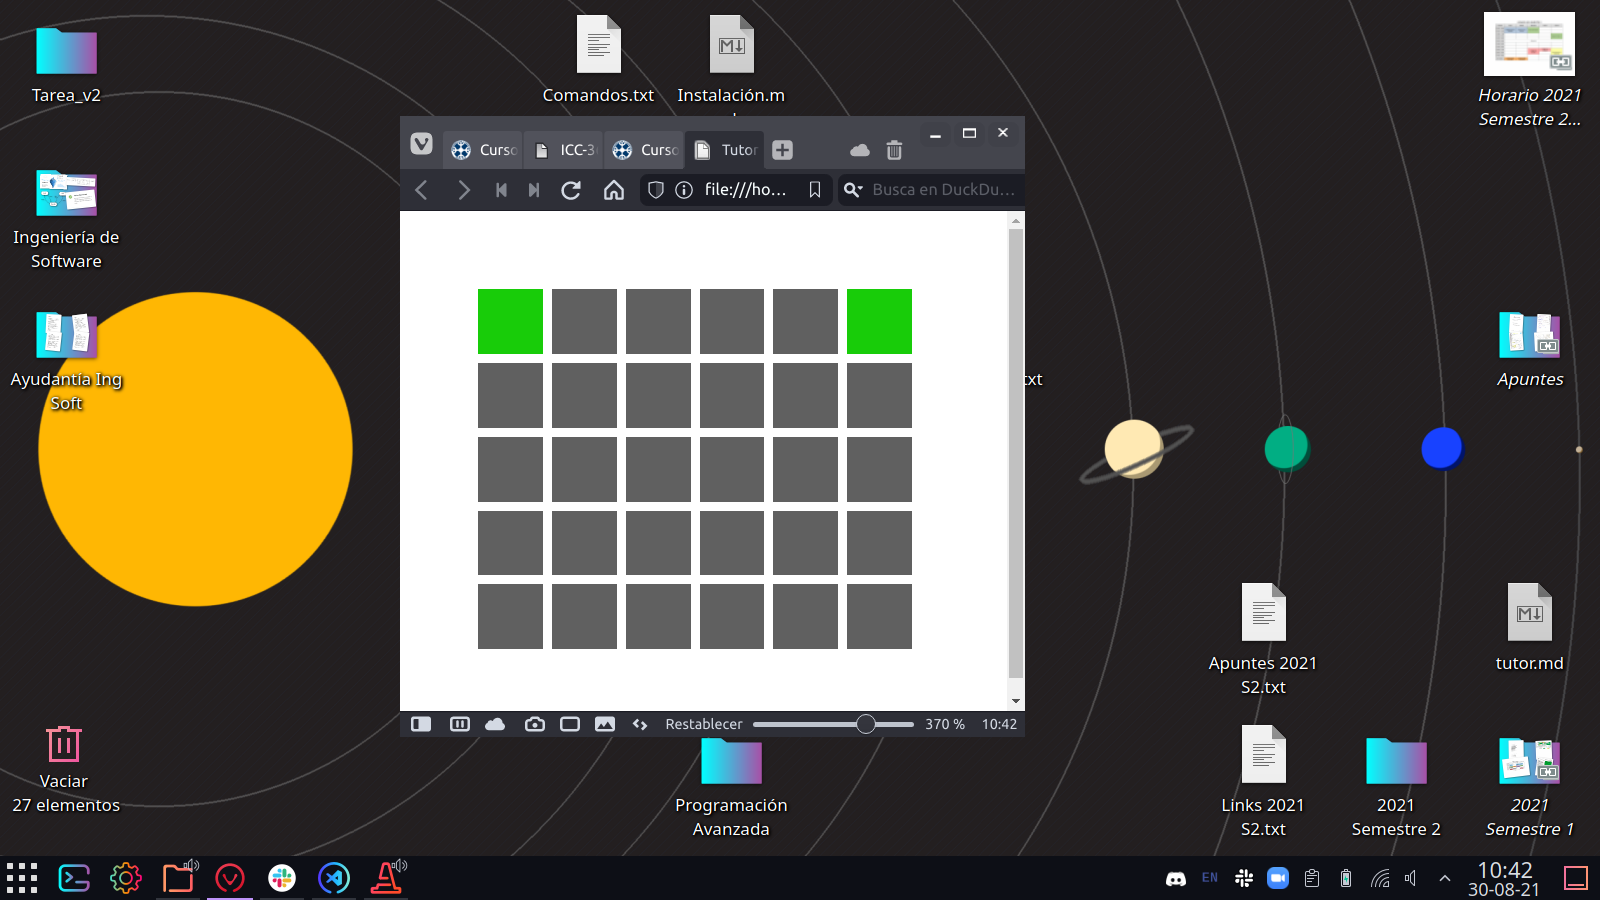 Tarea_v2
Comandos.txt
Instalación.m
Horario 2021
Semestre 2...
Curso
ICC-3
Curso
Tutor
file:///ho...
Busca en DuckDu...
Ingeniería de
Software
Ayudantía Ing
Soft
txt
Apuntes
Apuntes 2021
S2.txt
tutor.md
Restablecer
370 %
10:42
Vaciar
27 elementos
Programación
Avanzada
Links 2021
S2.txt
2021
Semestre 2
2021
Semestre 1
EN
10:42
30-08-21